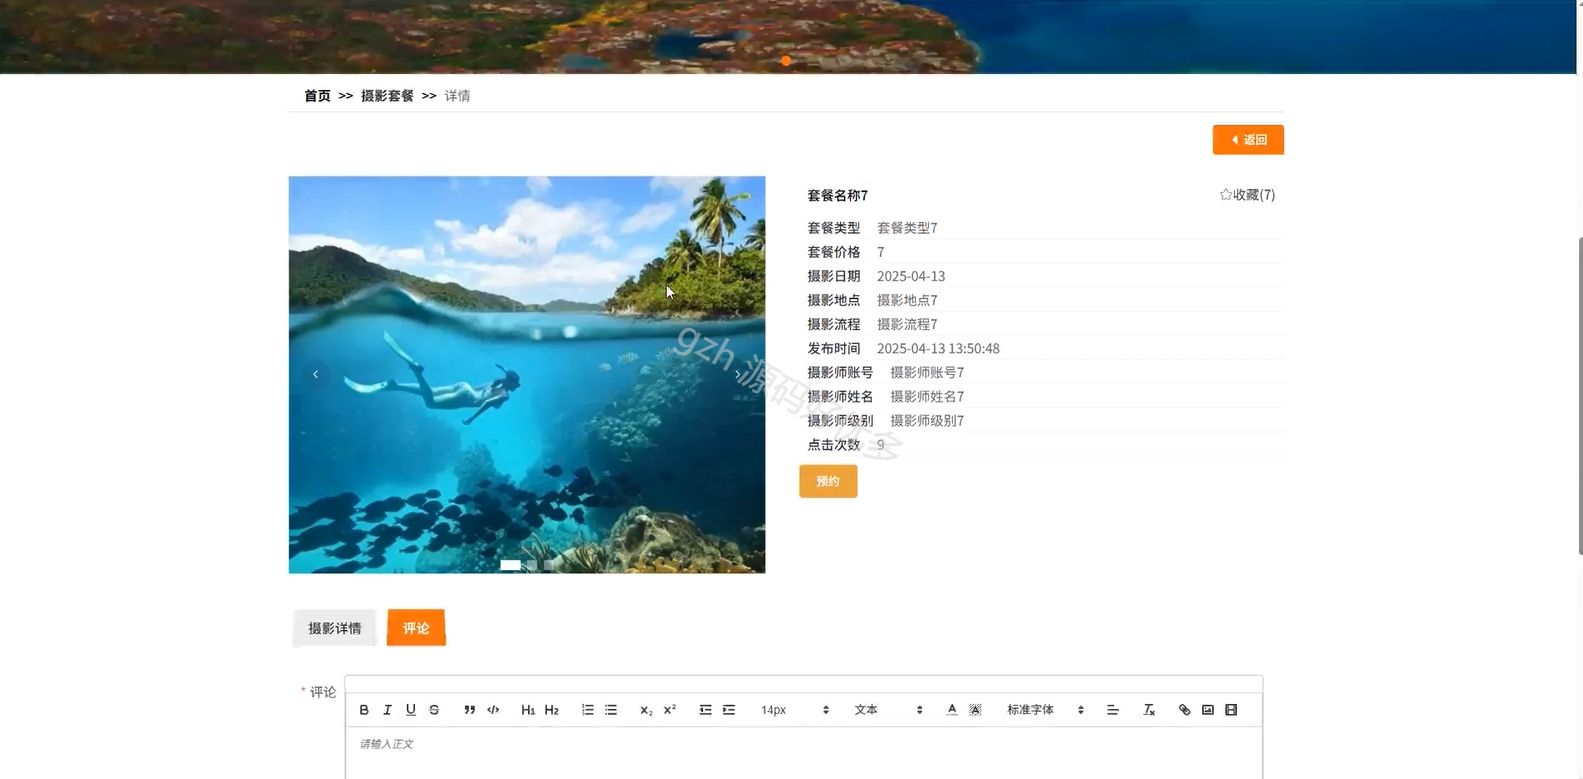 首页 >> 摄影套餐 >> 详情
返回
套餐名称7
☆收藏(7)
套餐类型 套餐类型7
套餐价格 7
摄影日期 2025-04-13
摄影地点 摄影地点7
摄影流程 摄影流程7
发布时间 2025-04-13 13:50:48
摄影师账号 摄影师账号7
摄影师姓名 摄影师姓名7
摄影师级别 摄影师级别7
点击次数 9
预约
gzh 源码好优多
摄影详情 评论
* 评论
B I U S H1 H2 x₂ x² 14px 文本 A A 标准字体 Tx
请输入正文